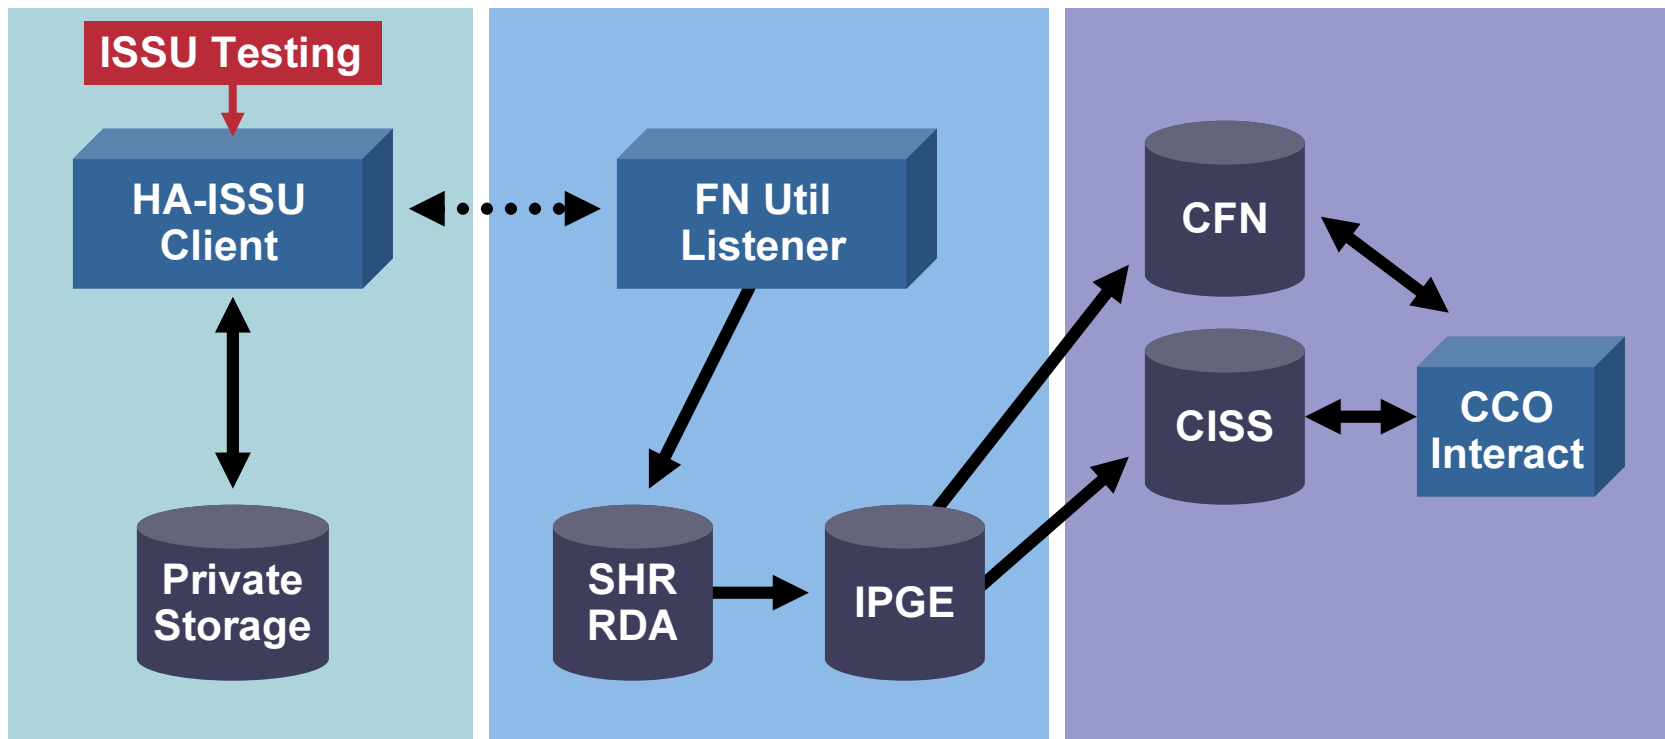 ISSU Testing
HA-ISSU
Client
Private
Storage
FN Util
Listener
SHR
RDA
IPGE
CFN
CISS
CCO
Interact